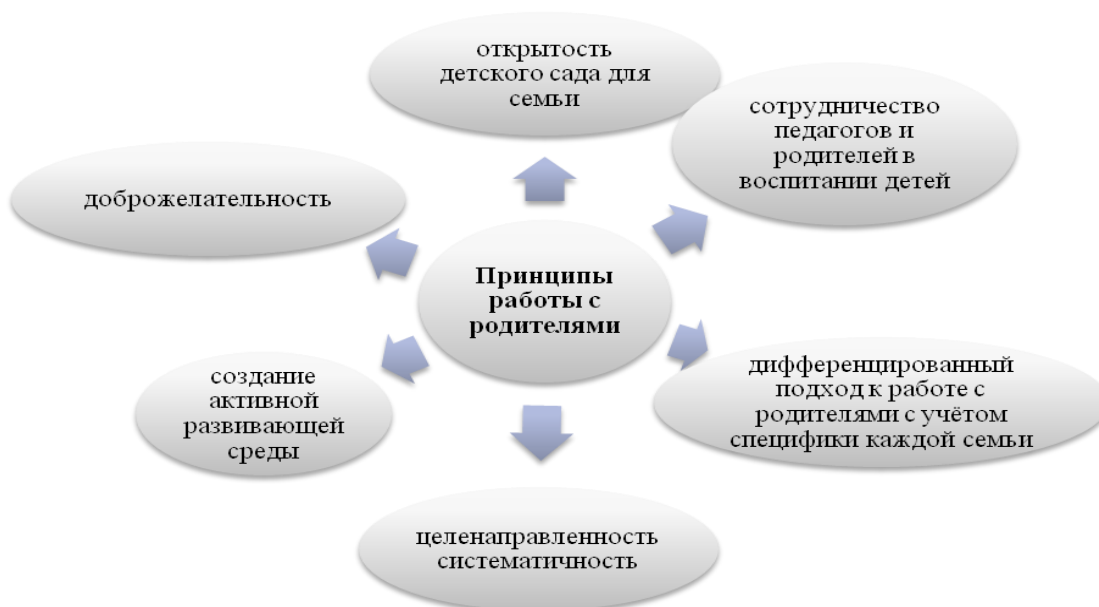 открытость
детского сада для
семьи
сотрудничество
педагогов и
родителей в
воспитании детей
доброжелательность
Принципы
работы с
родителями
создание
активной
развивающей
среды
дифференцированный
подход к работе с
родителями с учётом
специфики каждой семьи
целенаправленность
систематичность